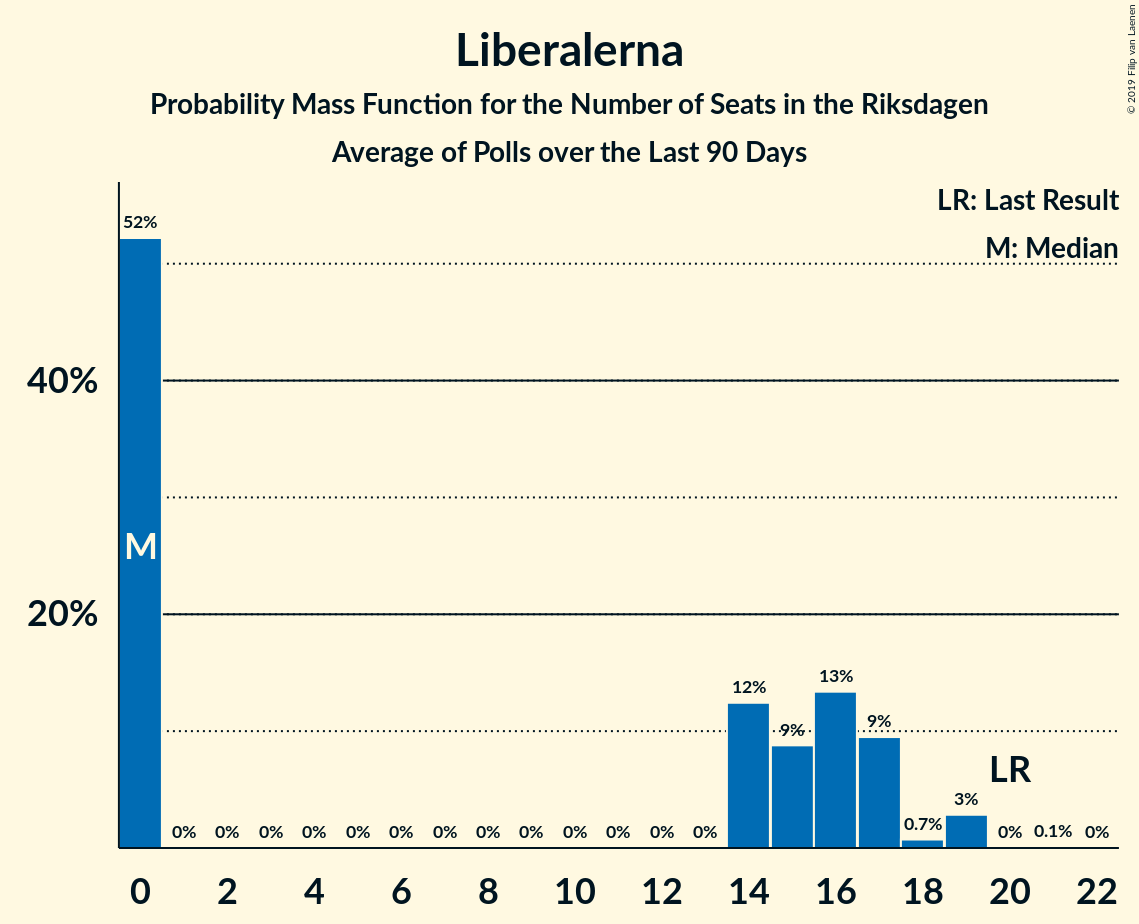 Liberalerna
Probability Mass Function for the Number of Seats in the Riksdagen
Average of Polls over the Last 90 Days
© 2019 Filip van Laenen
LR: Last Result
M: Median
52%
40%
20%
M
0% 0% 0% 0% 0% 0% 0% 0% 0% 0% 0% 0% 0% 12% 9% 13% 9% 0.7% 3% 0% 0.1% 0%
LR
0 2 4 6 8 10 12 14 16 18 20 22